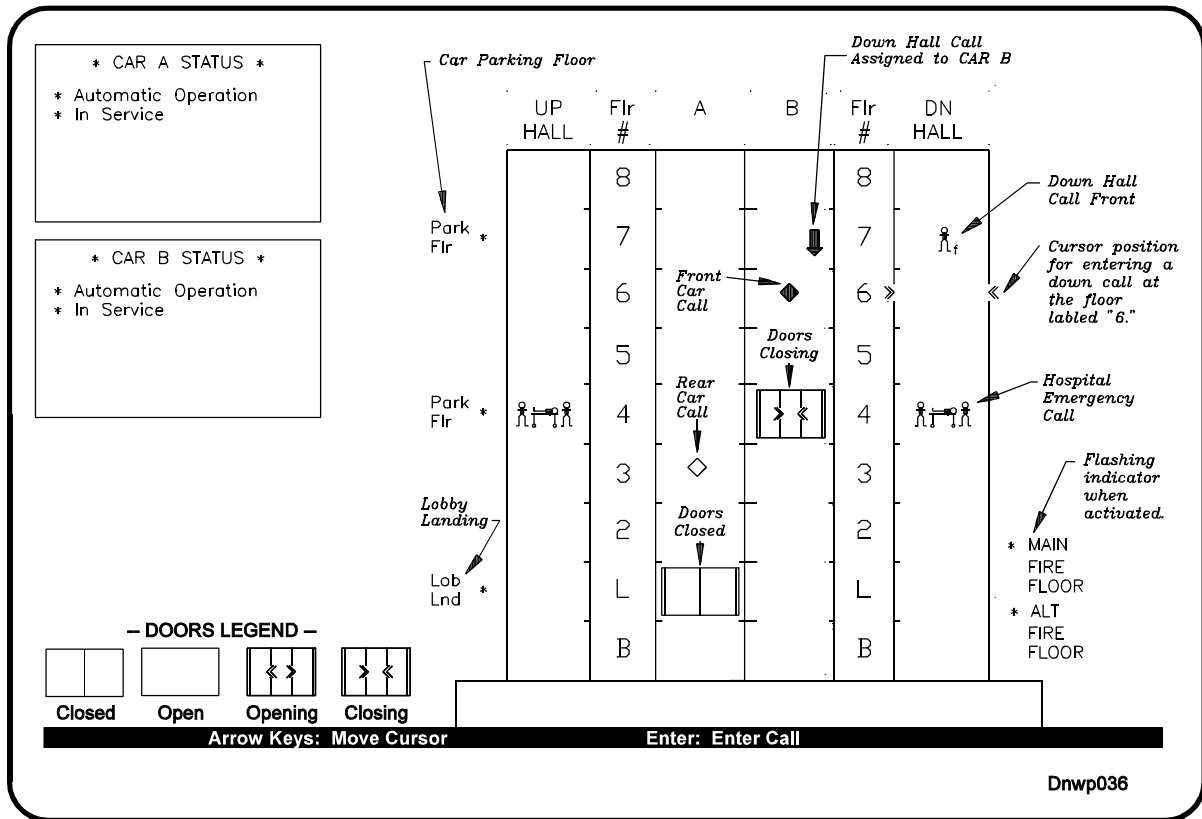 * CAR A STATUS *
* Automatic Operation
* In Service
* CAR B STATUS *
* Automatic Operation
* In Service
Car Parking Floor
Down Hall Call
Assigned to CAR B
UP
HALL
Flr
#
A
B
Flr
#
DN
HALL
8
8
Park
Flr
*
7
7
f
Down Hall
Call Front
Front
Car
Call
6
6
Cursor position
for entering a
down call at
the floor
labled "6."
5
5
Doors
Closing
Rear
Car
Call
Park
Flr
*
4
4
Hospital
Emergency
Call
3
3
Flashing
indicator
when
activated.
Lobby
Landing
Doors
Closed
2
2
* MAIN
FIRE
FLOOR
Lob
Lnd
*
L
L
* ALT
FIRE
FLOOR
B
B
– DOORS LEGEND –
Closed
Open
Opening
Closing
Arrow Keys: Move Cursor
Enter: Enter Call
Dnwp036